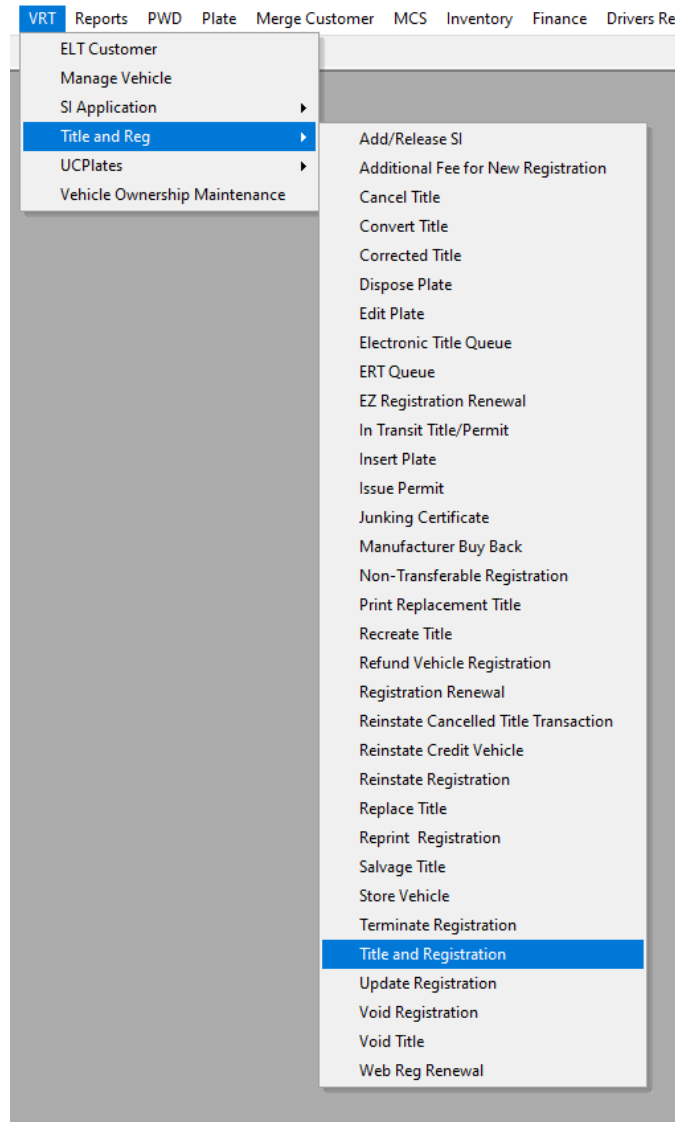 VRT Reports PWD Plate Merge Customer MCS Inventory Finance Drivers Re
ELT Customer
Manage Vehicle
SI Application
Title and Reg
UCPlates
Vehicle Ownership Maintenance
Add/Release SI
Additional Fee for New Registration
Cancel Title
Convert Title
Corrected Title
Dispose Plate
Edit Plate
Electronic Title Queue
ERT Queue
EZ Registration Renewal
In Transit Title/Permit
Insert Plate
Issue Permit
Junking Certificate
Manufacturer Buy Back
Non-Transferable Registration
Print Replacement Title
Recreate Title
Refund Vehicle Registration
Registration Renewal
Reinstate Cancelled Title Transaction
Reinstate Credit Vehicle
Reinstate Registration
Replace Title
Reprint  Registration
Salvage Title
Store Vehicle
Terminate Registration
Title and Registration
Update Registration
Void Registration
Void Title
Web Reg Renewal